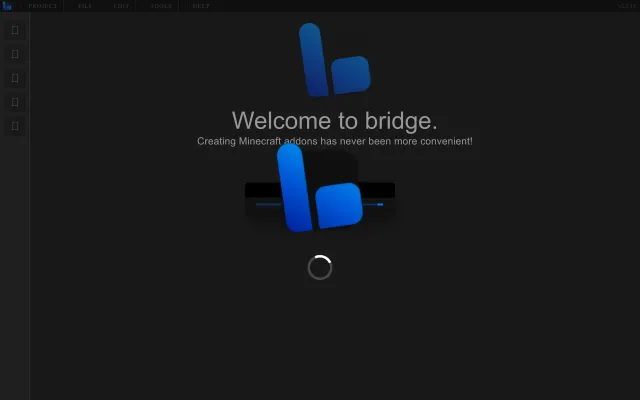 PROJECT FILE EDIT TOOLS HELP
Welcome to bridge.
Creating Minecraft addons has never been more convenient!